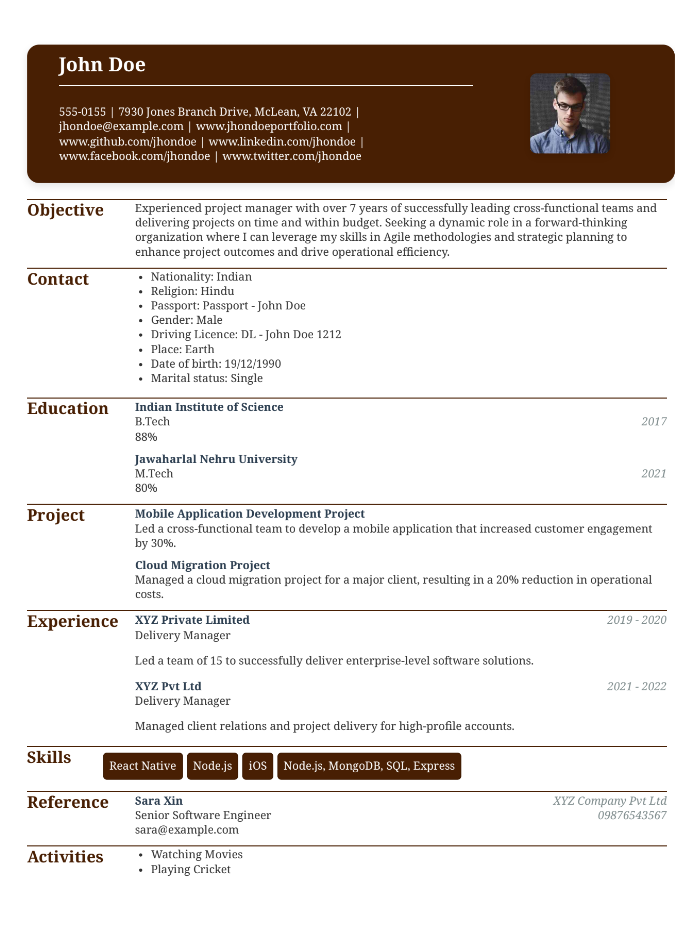 John Doe
555-0155 | 7930 Jones Branch Drive, McLean, VA 22102 |
jhondoe@example.com | www.jhondoeportfolio.com |
www.github.com/jhondoe | www.linkedin.com/jhondoe |
www.facebook.com/jhondoe | www.twitter.com/jhondoe
Objective
Experienced project manager with over 7 years of successfully leading cross-functional teams and
delivering projects on time and within budget. Seeking a dynamic role in a forward-thinking
organization where I can leverage my skills in Agile methodologies and strategic planning to
enhance project outcomes and drive operational efficiency.
Contact
• Nationality: Indian
• Religion: Hindu
• Passport: Passport - John Doe
• Gender: Male
• Driving Licence: DL - John Doe 1212
• Place: Earth
• Date of birth: 19/12/1990
• Marital status: Single
Education
Indian Institute of Science
B.Tech 2017
88%
Jawaharlal Nehru University
M.Tech 2021
80%
Project
Mobile Application Development Project
Led a cross-functional team to develop a mobile application that increased customer engagement
by 30%.
Cloud Migration Project
Managed a cloud migration project for a major client, resulting in a 20% reduction in operational
costs.
Experience
XYZ Private Limited 2019 - 2020
Delivery Manager
Led a team of 15 to successfully deliver enterprise-level software solutions.
XYZ Pvt Ltd 2021 - 2022
Delivery Manager
Managed client relations and project delivery for high-profile accounts.
Skills
React Native Node.js iOS Node.js, MongoDB, SQL, Express
Reference
Sara Xin XYZ Company Pvt Ltd
Senior Software Engineer 09876543567
sara@example.com
Activities
• Watching Movies
• Playing Cricket